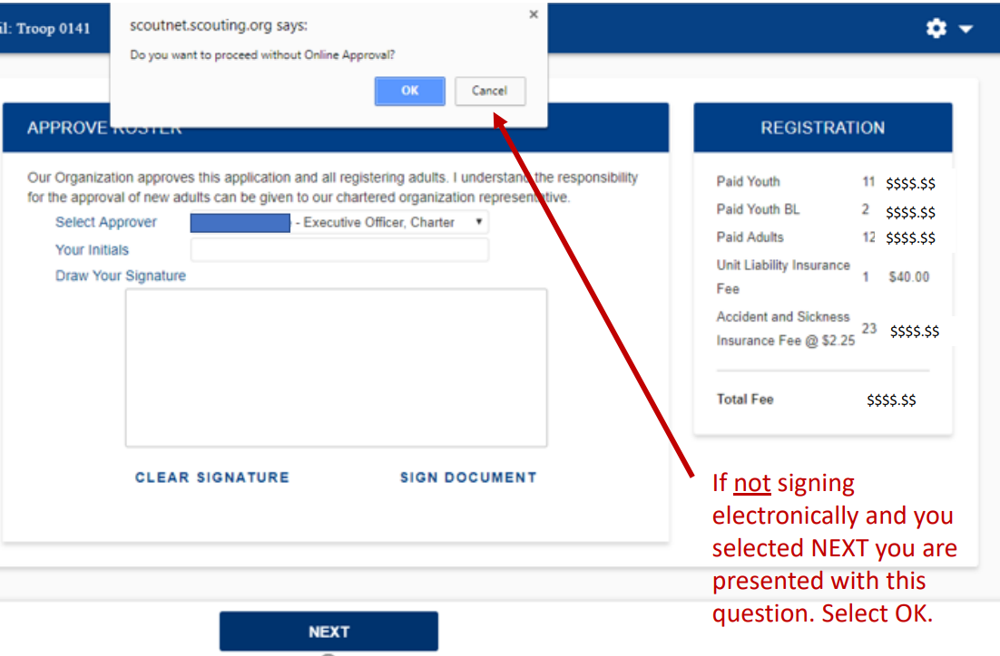 il: Troop 0141
scoutnet.scouting.org says:
Do you want to proceed without Online Approval?
OK
Cancel
APPROVE ROSTER
Our Organization approves this application and all registering adults. I understand the responsibility
for the approval of new adults can be given to our chartered organization representative.
Select Approver
- Executive Officer, Charter
Your Initials
Draw Your Signature
CLEAR SIGNATURE
SIGN DOCUMENT
NEXT
REGISTRATION
Paid Youth 11 $$$$.$$
Paid Youth BL 2 $$$$.$$
Paid Adults 12 $$$$.$$
Unit Liability Insurance
Fee 1 $40.00
Accident and Sickness
Insurance Fee @ $2.25 23 $$$$.$$
Total Fee $$$$.$$
If not signing
electronically and you
selected NEXT you are
presented with this
question. Select OK.